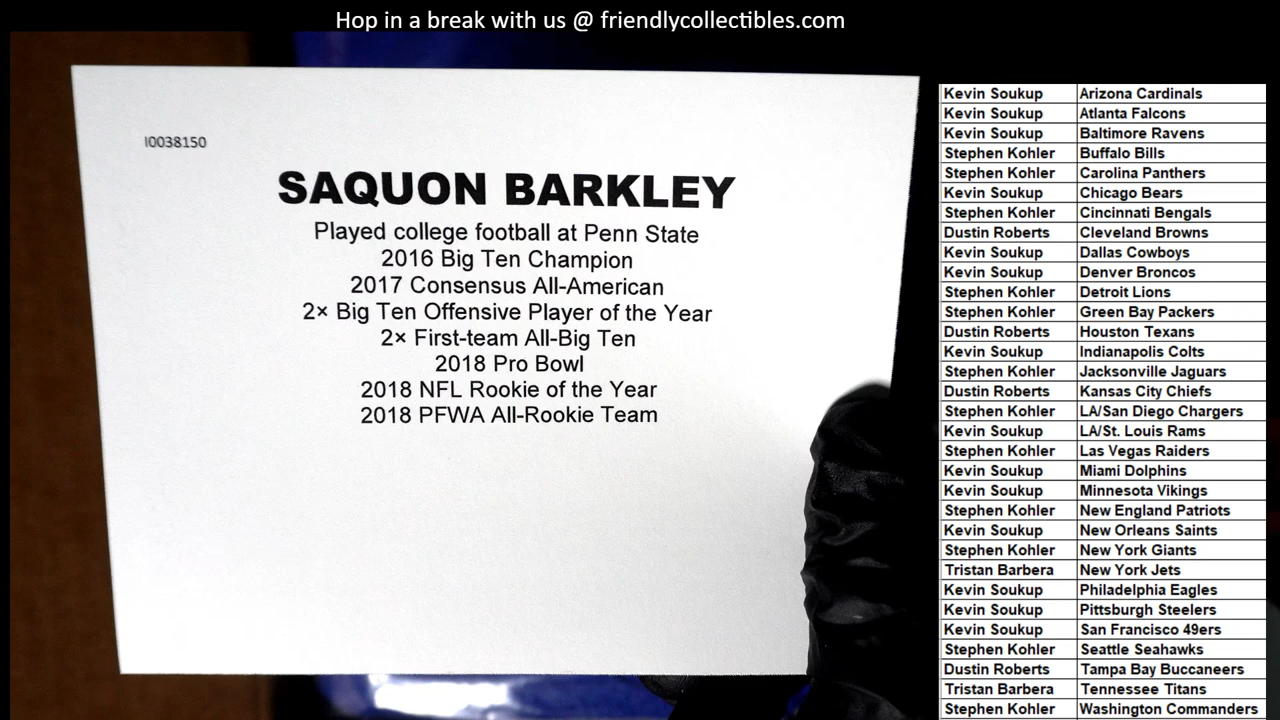 Hop in a break with us @ friendlycollectibles.com
I0038150
SAQUON BARKLEY
Played college football at Penn State
2016 Big Ten Champion
2017 Consensus All-American
2× Big Ten Offensive Player of the Year
2× First-team All-Big Ten
2018 Pro Bowl
2018 NFL Rookie of the Year
2018 PFWA All-Rookie Team
Kevin Soukup Arizona Cardinals
Kevin Soukup Atlanta Falcons
Kevin Soukup Baltimore Ravens
Stephen Kohler Buffalo Bills
Stephen Kohler Carolina Panthers
Kevin Soukup Chicago Bears
Stephen Kohler Cincinnati Bengals
Dustin Roberts Cleveland Browns
Kevin Soukup Dallas Cowboys
Kevin Soukup Denver Broncos
Stephen Kohler Detroit Lions
Stephen Kohler Green Bay Packers
Dustin Roberts Houston Texans
Kevin Soukup Indianapolis Colts
Stephen Kohler Jacksonville Jaguars
Dustin Roberts Kansas City Chiefs
Stephen Kohler LA/San Diego Chargers
Kevin Soukup LA/St. Louis Rams
Stephen Kohler Las Vegas Raiders
Kevin Soukup Miami Dolphins
Kevin Soukup Minnesota Vikings
Stephen Kohler New England Patriots
Kevin Soukup New Orleans Saints
Stephen Kohler New York Giants
Tristan Barbera New York Jets
Kevin Soukup Philadelphia Eagles
Kevin Soukup Pittsburgh Steelers
Kevin Soukup San Francisco 49ers
Stephen Kohler Seattle Seahawks
Dustin Roberts Tampa Bay Buccaneers
Tristan Barbera Tennessee Titans
Stephen Kohler Washington Commanders